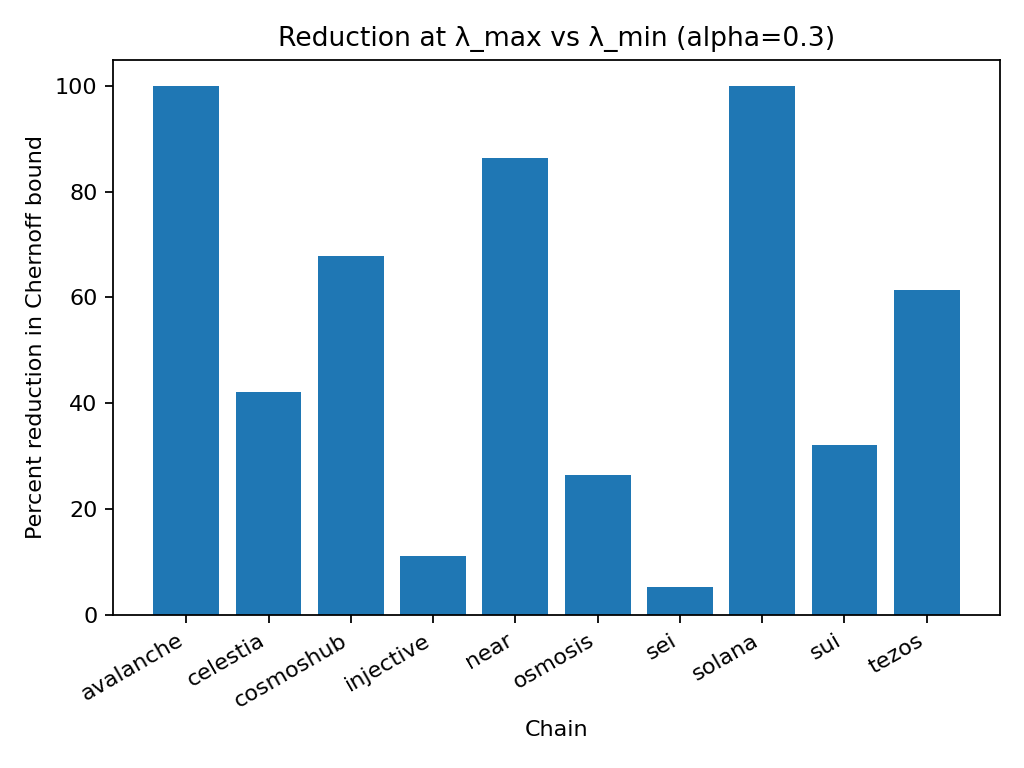 Reduction at λ_max vs λ_min (alpha=0.3)
Percent reduction in Chernoff bound
100
80
60
40
20
0
avalanche
celestia
cosmoshub
injective
near
osmosis
sei
solana
sui
tezos
Chain